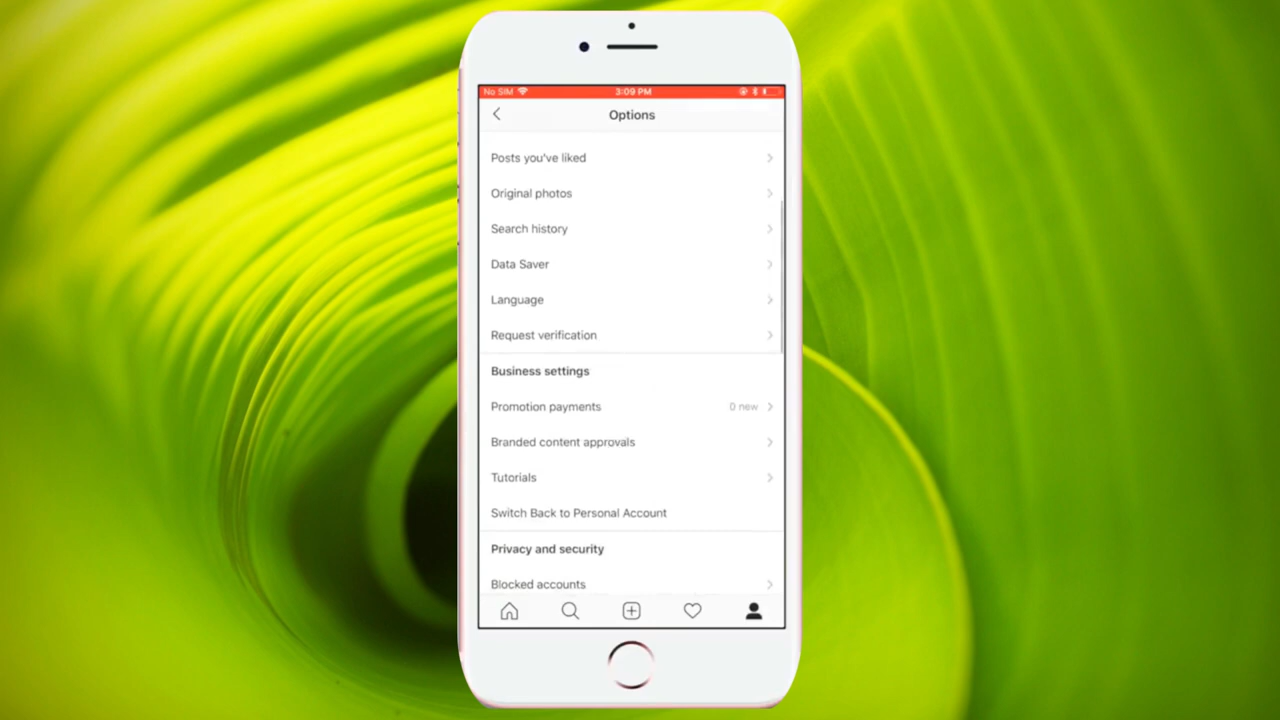 No SIM 3:09 PM
Options
Posts you've liked
Original photos
Search history
Data Saver
Language
Request verification
Business settings
Promotion payments 0 new
Branded content approvals
Tutorials
Switch Back to Personal Account
Privacy and security
Blocked accounts